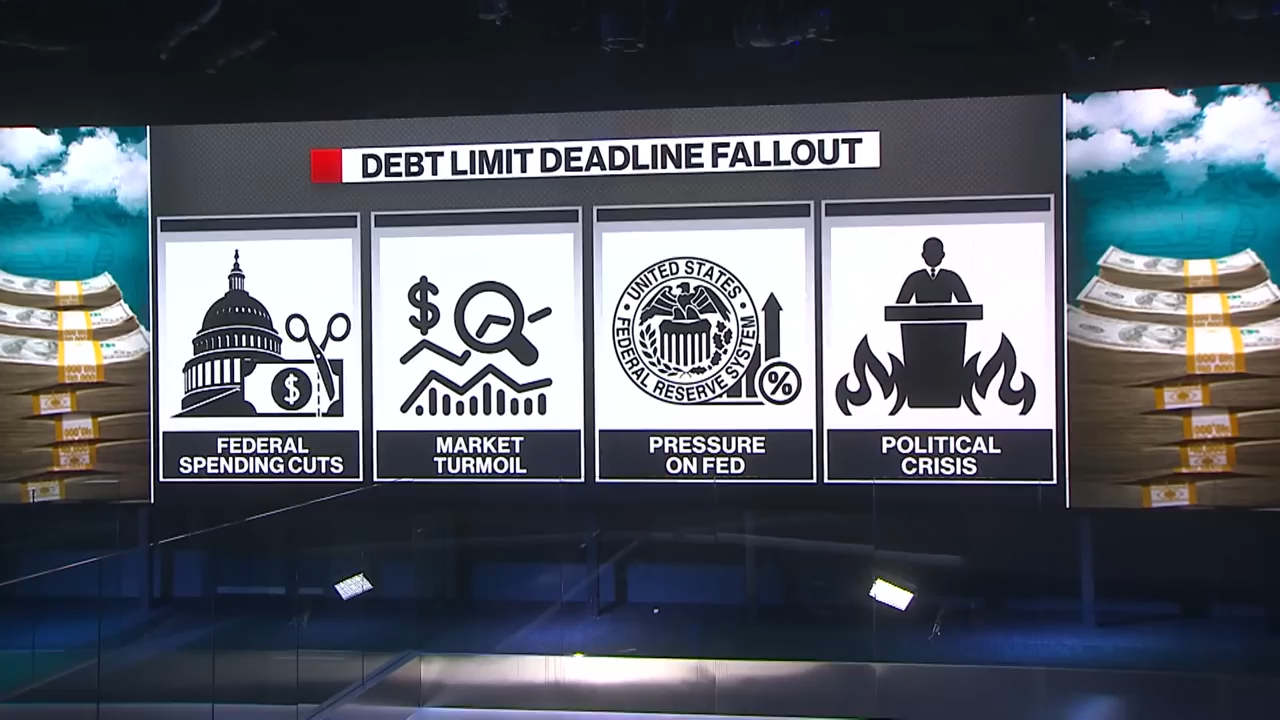 DEBT LIMIT DEADLINE FALLOUT
UNITED STATES
FEDERAL RESERVE SYSTEM
$
$
%
FEDERAL
SPENDING CUTS
MARKET
TURMOIL
PRESSURE
ON FED
POLITICAL
CRISIS